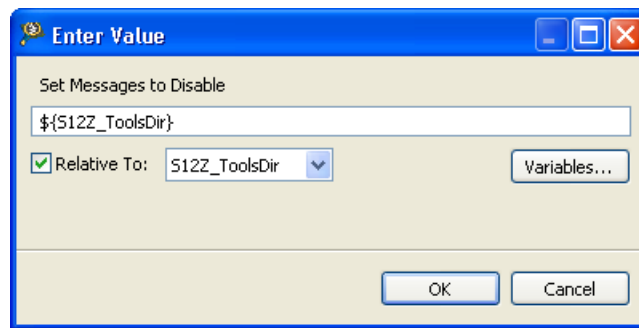 Enter Value
Set Messages to Disable
${S12Z_ToolsDir}
Relative To: S12Z_ToolsDir Variables...
OK Cancel